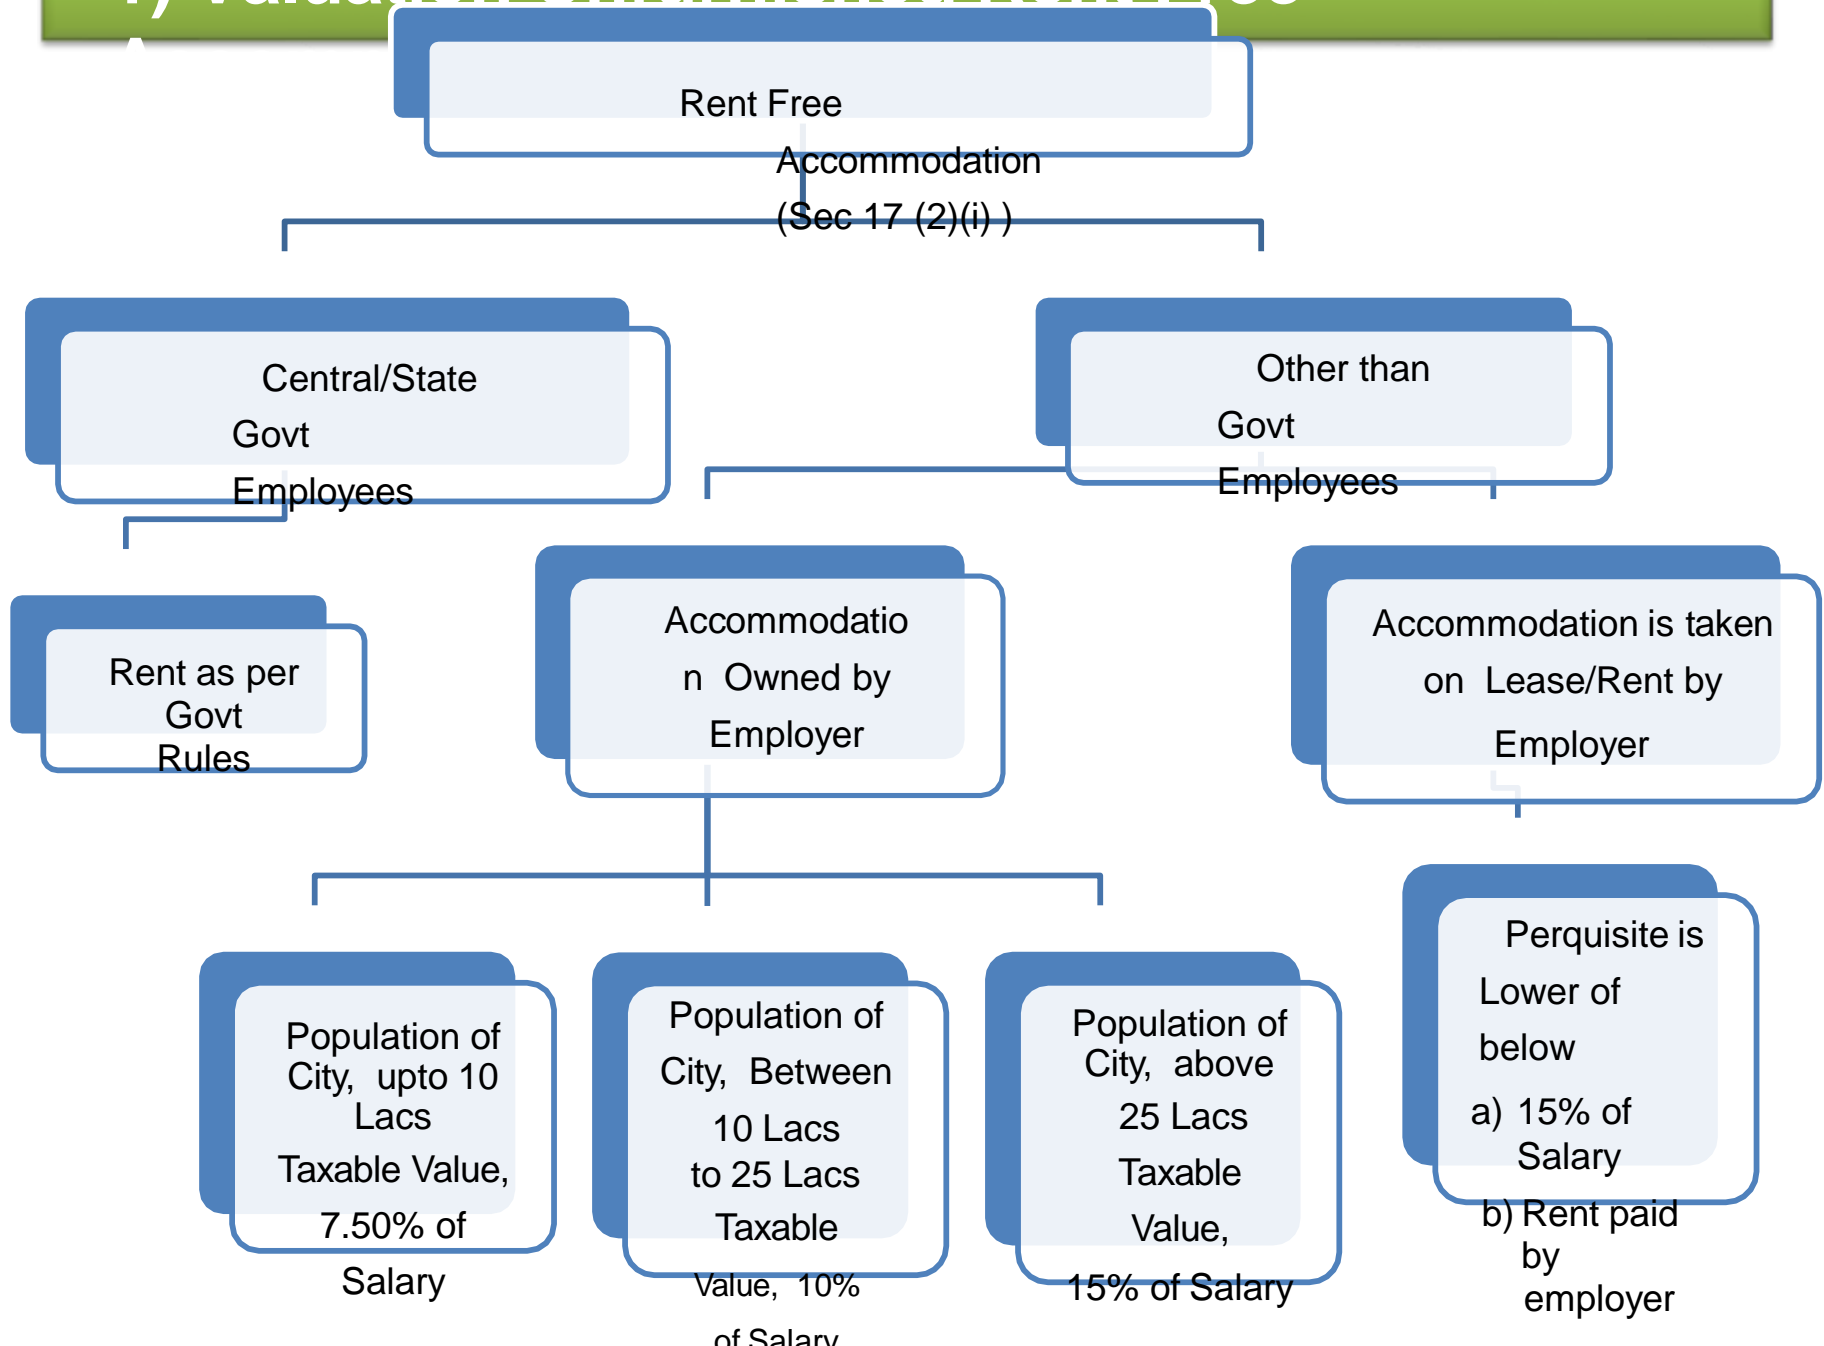 Rent Free
Accommodation
(Sec 17 (2)(i) )
Central/State
Govt
Employees
Other than
Govt
Employees
Rent as per
Govt
Rules
Accommodatio
n Owned by
Employer
Accommodation is taken
on Lease/Rent by
Employer
Population of
City, upto 10
Lacs
Taxable Value,
7.50% of
Salary
Population of
City, Between
10 Lacs
to 25 Lacs
Taxable
Value, 10%
of Salary
Population of
City, above
25 Lacs
Taxable
Value,
15% of Salary
Perquisite is
Lower of
below
a) 15% of
Salary
b) Rent paid
by
employer